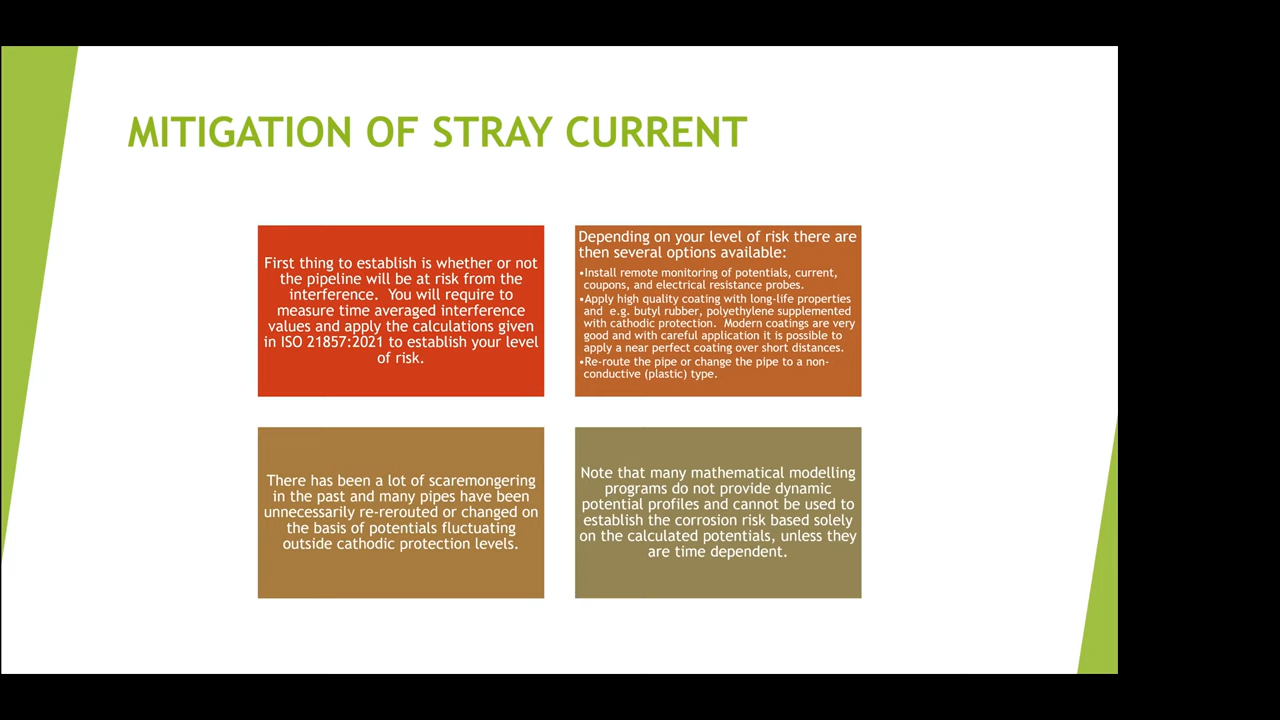 MITIGATION OF STRAY CURRENT
First thing to establish is whether or not
the pipeline will be at risk from the
interference. You will require to
measure time averaged interference
values and apply the calculations given
in ISO 21857:2021 to establish your level
of risk.
Depending on your level of risk there are
then several options available:
•Install remote monitoring of potentials, current,
coupons, and electrical resistance probes.
•Apply high quality coating with long-life properties
and e.g. butyl rubber, polyethylene supplemented
with cathodic protection. Modern coatings are very
good and with careful application it is possible to
apply a near perfect coating over short distances.
•Re-route the pipe or change the pipe to a non-
conductive (plastic) type.
There has been a lot of scaremongering
in the past and many pipes have been
unnecessarily re-rerouted or changed on
the basis of potentials fluctuating
outside cathodic protection levels.
Note that many mathematical modelling
programs do not provide dynamic
potential profiles and cannot be used to
establish the corrosion risk based solely
on the calculated potentials, unless they
are time dependent.